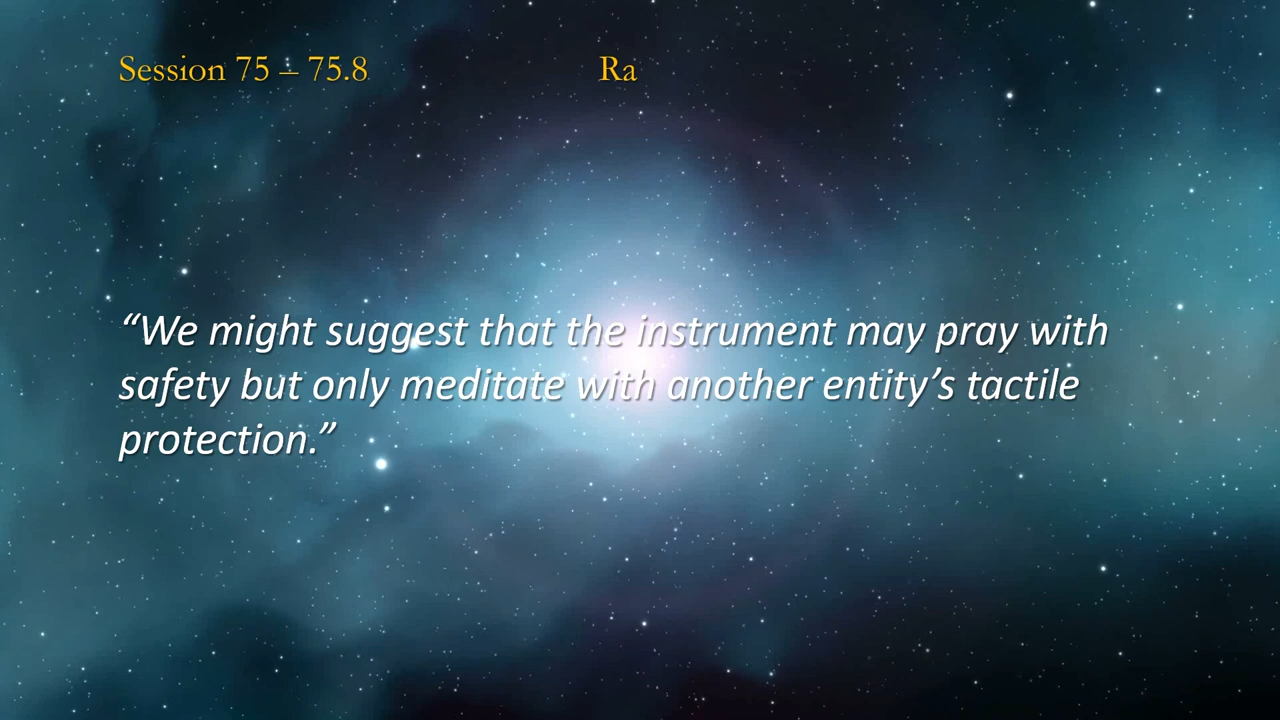 Session 75 – 75.8 Ra
“We might suggest that the instrument may pray with
safety but only meditate with another entity’s tactile
protection.”